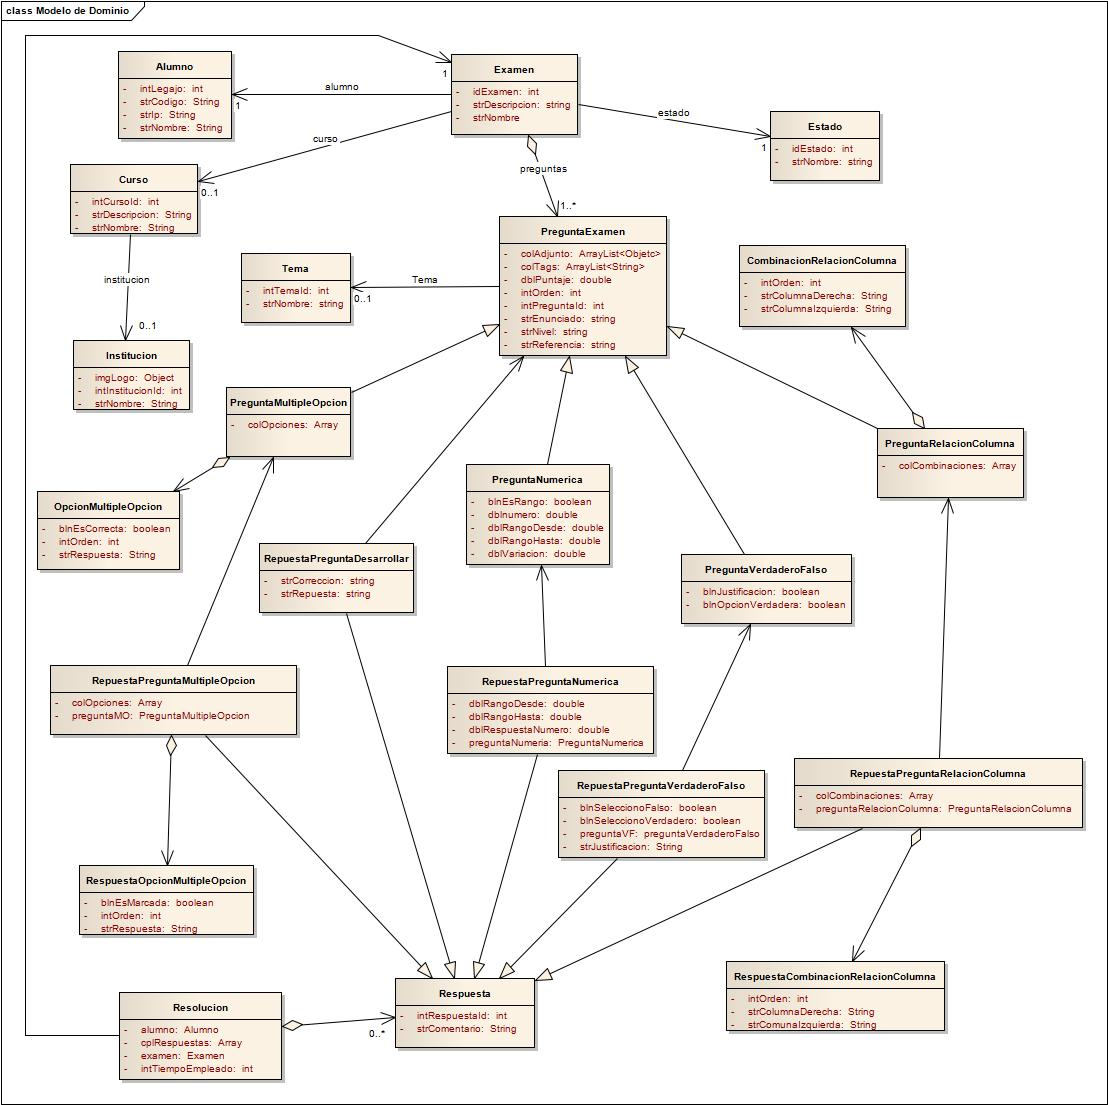 class Modelo de Dominio
Alumno
- intLegajo: int
- strCodigo: String
- strIp: String
- strNombre: String
1
alumno
Examen
- idExamen: int
- strDescripcion: string
- strNombre
1
estado
1
Estado
- idEstado: int
- strNombre: string
curso
0..1
Curso
- intCursoId: int
- strDescripcion: String
- strNombre: String
preguntas
1..*
institucion
0..1
Institucion
- imgLogo: Object
- intInstitucionId: int
- strNombre: String
Tema
- intTemaId: int
- strNombre: string
Tema
0..1
PreguntaExamen
- colAdjunto: ArrayList<Objetc>
- colTags: ArrayList<String>
- dblPuntaje: double
- intOrden: int
- intPreguntaId: int
- strEnunciado: string
- strNivel: string
- strReferencia: string
CombinacionRelacionColumna
- intOrden: int
- strColumnaDerecha: String
- strColumnaIzquierda: String
PreguntaMultipleOpcion
- colOpciones: Array
PreguntaRelacionColumna
- colCombinaciones: Array
OpcionMultipleOpcion
- blnEsCorrecta: boolean
- intOrden: int
- strRespuesta: String
PreguntaNumerica
- blnEsRango: boolean
- dblnumero: double
- dblRangoDesde: double
- dblRangoHasta: double
- dblVariacion: double
RepuestaPreguntaDesarrollar
- strCorreccion: string
- strRepuesta: string
PreguntaVerdaderoFalso
- blnJustificacion: boolean
- blnOpcionVerdadera: boolean
RepuestaPreguntaMultipleOpcion
- colOpciones: Array
- preguntaMO: PreguntaMultipleOpcion
RepuestaPreguntaNumerica
- dblRangoDesde: double
- dblRangoHasta: double
- dblRespuestaNumero: double
- preguntaNumeria: PreguntaNumerica
RepuestaPreguntaVerdaderoFalso
- blnSeleccionoFalso: boolean
- blnSeleccionoVerdadero: boolean
- preguntaVF: preguntaVerdaderoFalso
- strJustificacion: String
RepuestaPreguntaRelacionColumna
- colCombinaciones: Array
- preguntaRelacionColumna: PreguntaRelacionColumna
RespuestaOpcionMultipleOpcion
- blnEsMarcada: boolean
- intOrden: int
- strRespuesta: String
RespuestaCombinacionRelacionColumna
- intOrden: int
- strColumnaDerecha: String
- strComunaIzquierda: String
Resolucion
- alumno: Alumno
- cplRespuestas: Array
- examen: Examen
- intTiempoEmpleado: int
0..*
Respuesta
- intRespuestaId: int
- strComentario: String